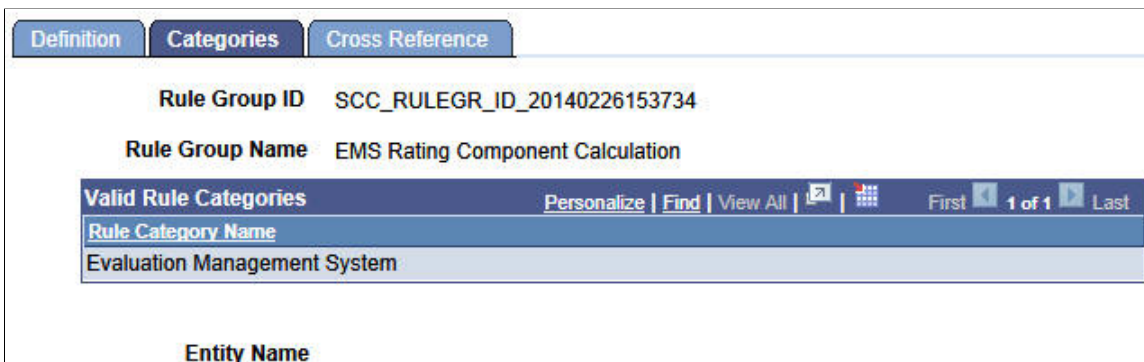 Definition Categories Cross Reference
Rule Group ID SCC_RULEGR_ID_20140226153734
Rule Group Name EMS Rating Component Calculation
Valid Rule Categories Personalize | Find | View All | | First 1 of 1 Last
Rule Category Name
Evaluation Management System
Entity Name